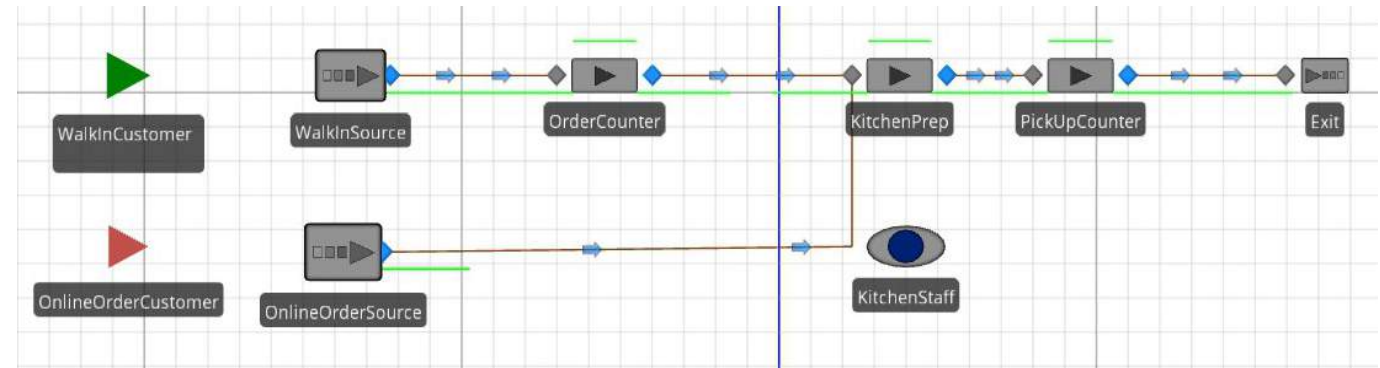 WalkInCustomer
WalkInSource
OrderCounter
KitchenPrep
PickUpCounter
Exit
OnlineOrderCustomer
OnlineOrderSource
KitchenStaff